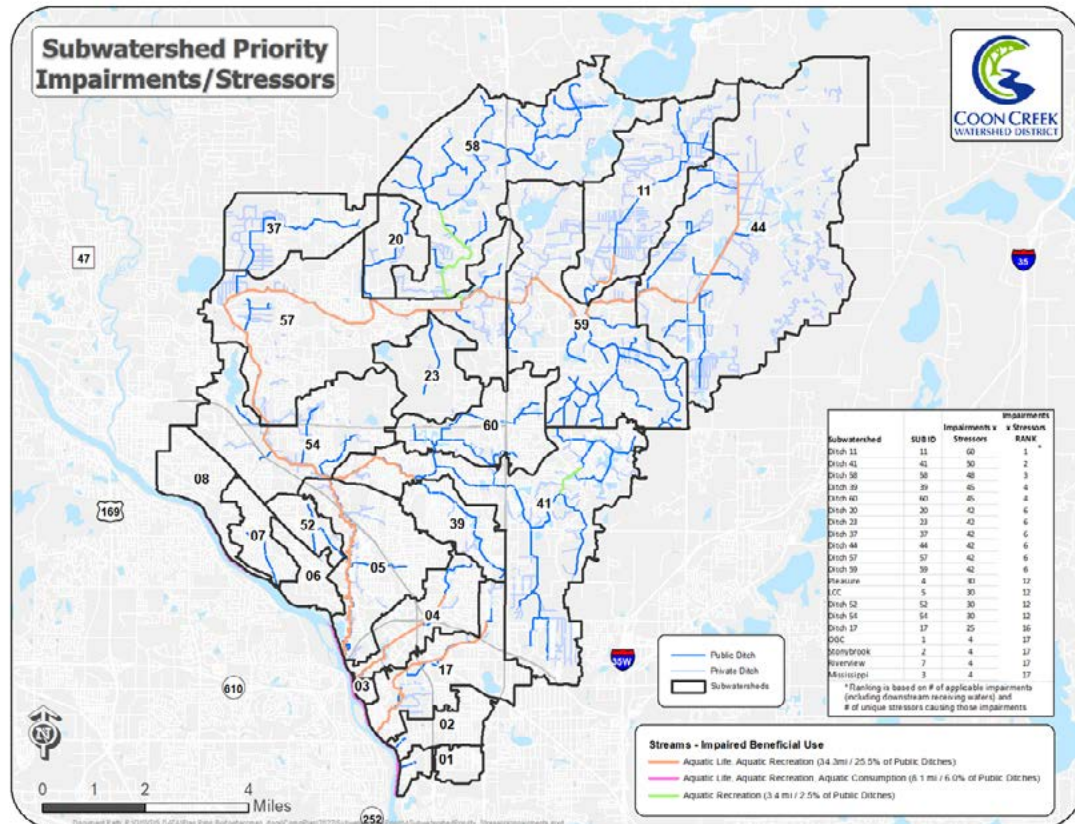 Subwatershed Priority
Impairments/Stressors
COON CREEK
WATERSHED DISTRICT
58
11
37
20
44
47
35
57
59
23
60
54
08
41
169
52
39
07
05
06
04
17
35W
03
610
02
01
252
Subwatershed SUB ID Impairments x Stressors Impairments x Stressors RANK *
Ditch 11 11 60 1
Ditch 41 41 50 2
Ditch 58 58 48 3
Ditch 39 39 45 4
Ditch 60 60 45 4
Ditch 20 20 42 6
Ditch 23 23 42 6
Ditch 37 37 42 6
Ditch 44 44 42 6
Ditch 57 57 42 6
Ditch 59 59 42 6
Pleasure 4 30 12
LCC 5 30 12
Ditch 52 52 30 12
Ditch 54 54 30 12
Ditch 17 17 25 16
OOC 1 4 17
Stonybrook 2 4 17
Riverview 7 4 17
Mississippi 3 4 17
* Ranking is based on # of applicable impairments
(including downstream receiving waters) and
# of unique stressors causing those impairments
Public Ditch
Private Ditch
Subwatersheds
Streams - Impaired Beneficial Use
Aquatic Life, Aquatic Recreation (34.3mi / 25.5% of Public Ditches)
Aquatic Life, Aquatic Recreation, Aquatic Consumption (8.1 mi / 6.0% of Public Ditches)
Aquatic Recreation (3.4 mi / 2.5% of Public Ditches)
N
0 2 4
Miles